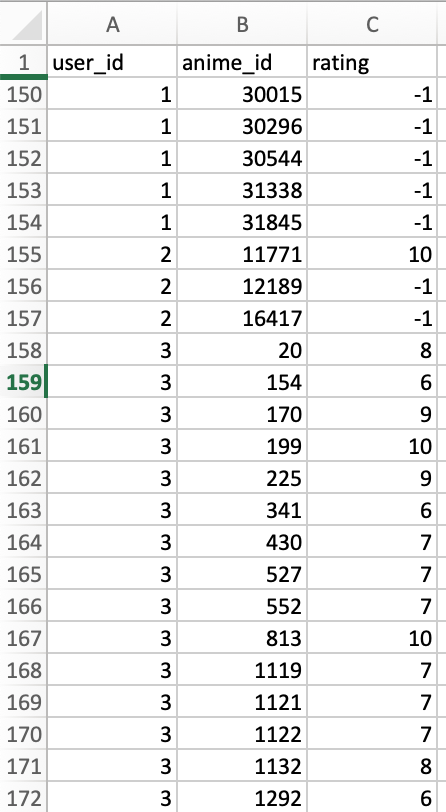 A B C
1 user_id anime_id rating
150 1 30015 -1
151 1 30296 -1
152 1 30544 -1
153 1 31338 -1
154 1 31845 -1
155 2 11771 10
156 2 12189 -1
157 2 16417 -1
158 3 20 8
159 3 154 6
160 3 170 9
161 3 199 10
162 3 225 9
163 3 341 6
164 3 430 7
165 3 527 7
166 3 552 7
167 3 813 10
168 3 1119 7
169 3 1121 7
170 3 1122 7
171 3 1132 8
172 3 1292 6